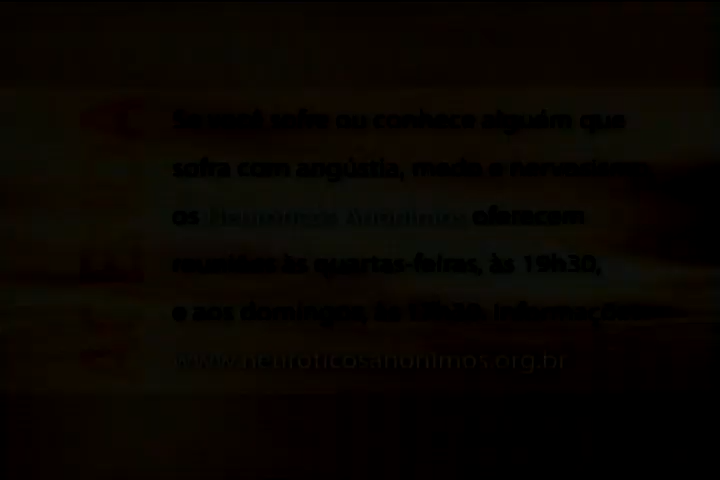 Se você sofre ou conhece alguém que
sofra com angústia, medo e nervosismo,
os Neuróticos Anônimos oferecem
reuniões às quartas-feiras, às 19h30,
e aos domingos, às Informações:
www.neuroticosanonimos.org.br